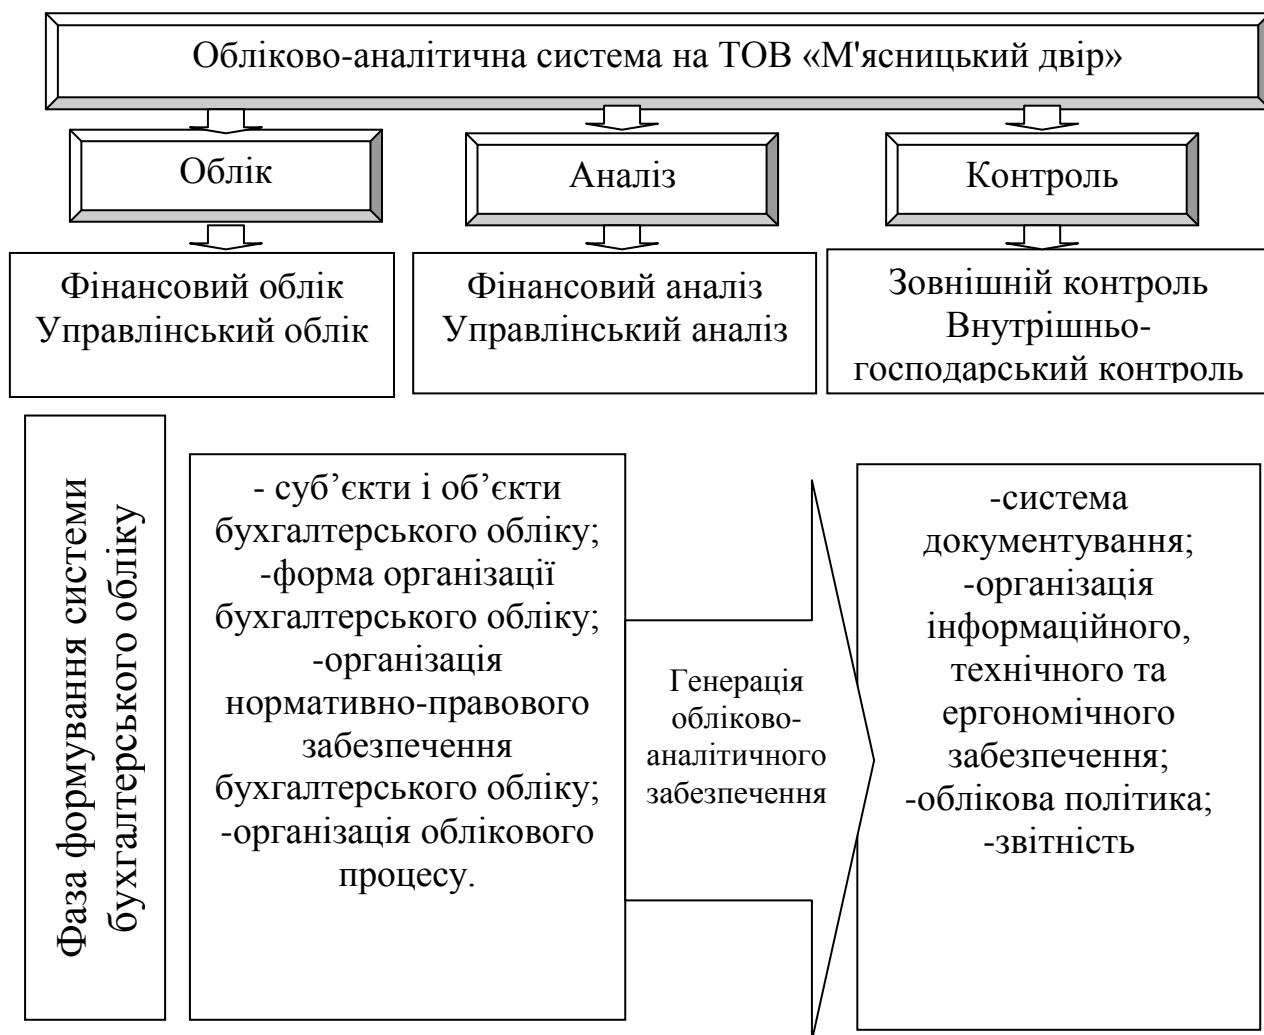 Обліково-аналітична система на ТОВ «М'ясницький двір»
Облік
Аналіз
Контроль
Фінансовий облік
Управлінський облік
Фінансовий аналіз
Управлінський аналіз
Зовнішній контроль
Внутрішньо-
господарський контроль
Фаза формування системи
бухгалтерського обліку
- суб’єкти і об’єкти
бухгалтерського обліку;
-форма організації
бухгалтерського обліку;
-організація
нормативно-правового
забезпечення
бухгалтерського обліку;
-організація облікового
процесу.
Генерація
обліково-
аналітичного
забезпечення
-система
документування;
-організація
інформаційного,
технічного та
ергономічного
забезпечення;
-облікова політика;
-звітність